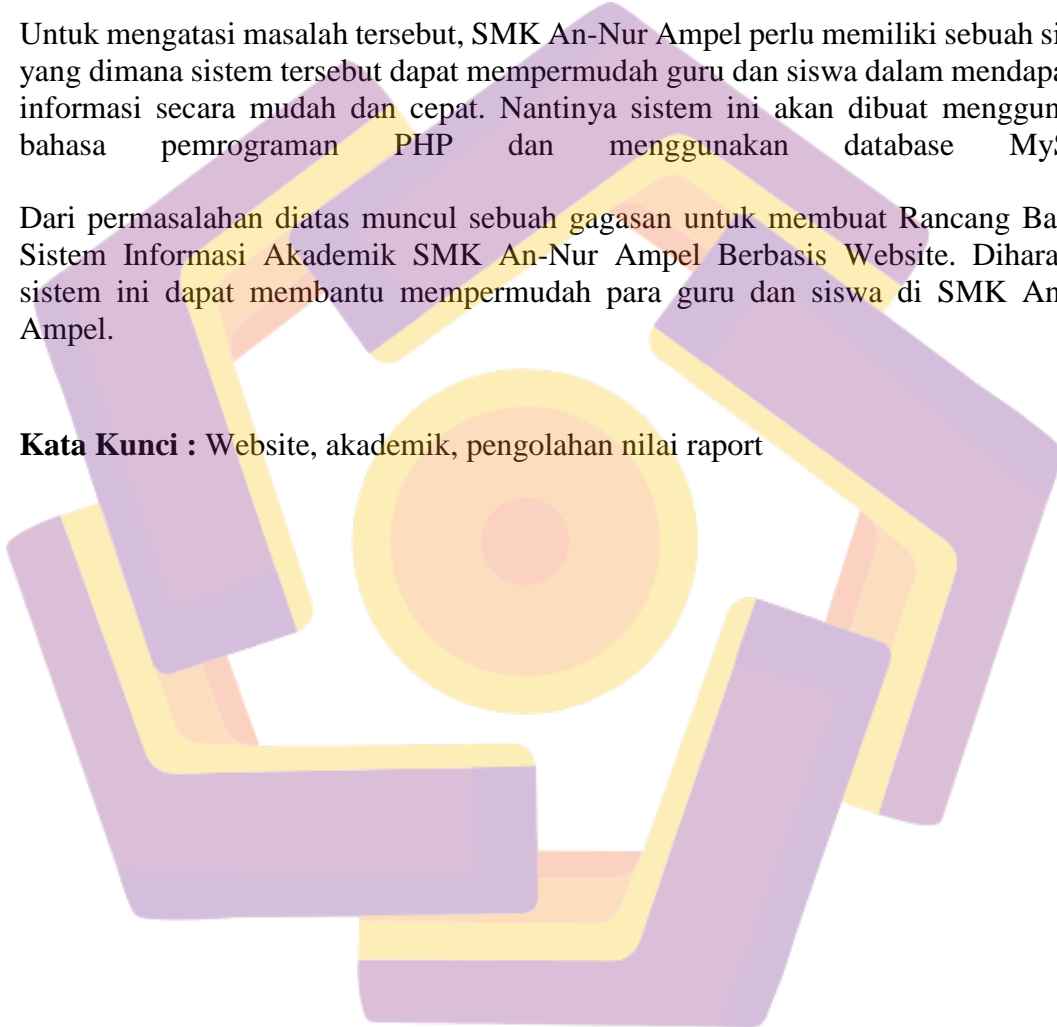 Untuk mengatasi masalah tersebut, SMK An-Nur Ampel perlu memiliki sebuah si
yang dimana sistem tersebut dapat mempermudah guru dan siswa dalam mendapa
informasi secara mudah dan cepat. Nantinya sistem ini akan dibuat menggun
bahasa pemrograman PHP dan menggunakan database MyS
Dari permasalahan diatas muncul sebuah gagasan untuk membuat Rancang Ba
Sistem Informasi Akademik SMK An-Nur Ampel Berbasis Website. Dihara
sistem ini dapat membantu mempermudah para guru dan siswa di SMK An
Ampel.
Kata Kunci : Website, akademik, pengolahan nilai raport